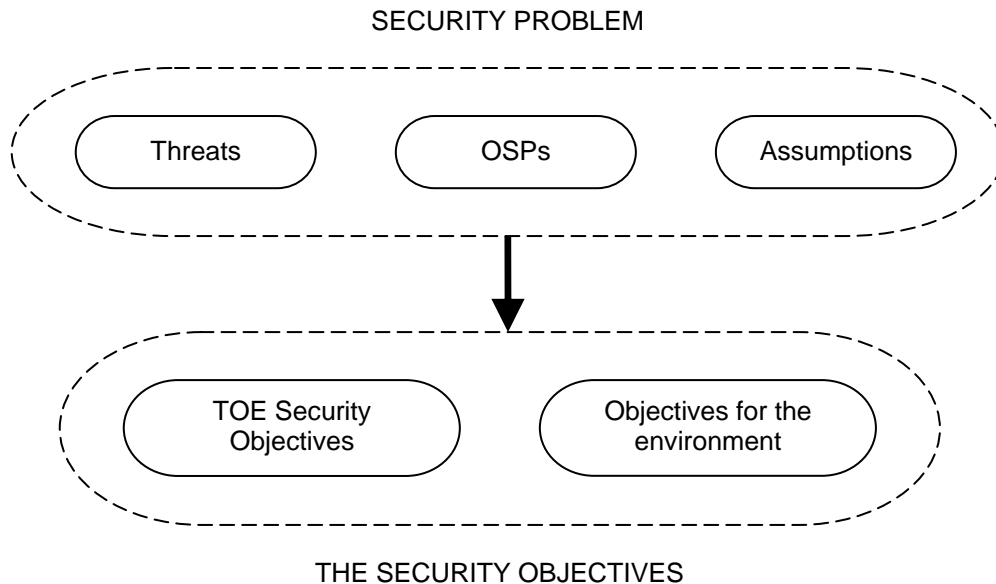 SECURITY PROBLEM
Threats
OSPs
Assumptions
TOE Security
Objectives
Objectives for the
environment
THE SECURITY OBJECTIVES